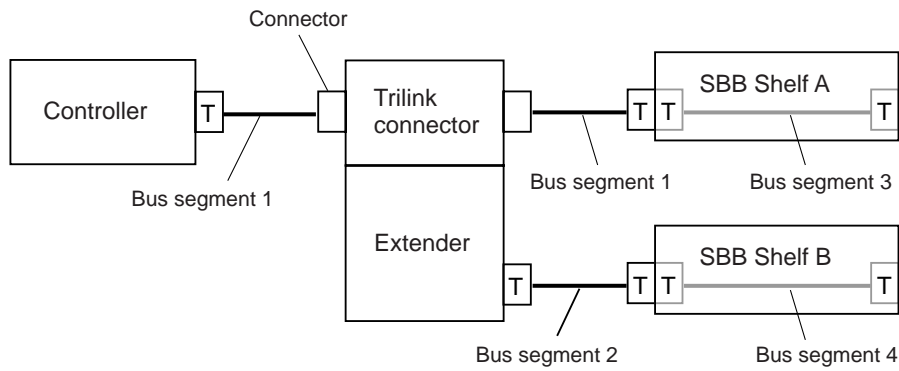 Connector
Controller
T
Bus segment 1
Trilink
connector
Bus segment 1
T
T
SBB Shelf A
T
Bus segment 3
Extender
T
Bus segment 2
T
T
SBB Shelf B
T
Bus segment 4